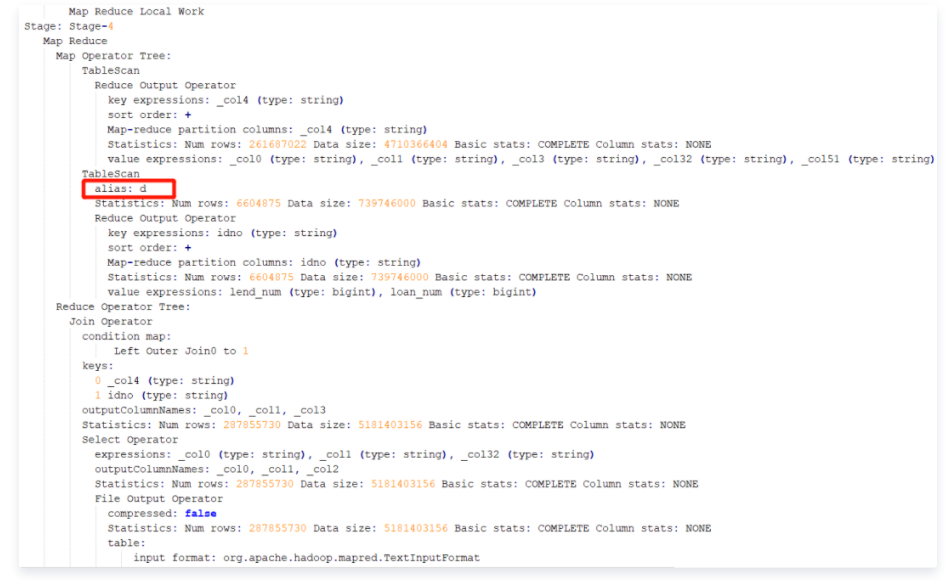 Map Reduce Local Work
Stage: Stage-4
Map Reduce
Map Operator Tree:
TableScan
Reduce Output Operator
key expressions: _col4 (type: string)
sort order: +
Map-reduce partition columns: _col4 (type: string)
Statistics: Num rows: 261687022 Data size: 4710366404 Basic stats: COMPLETE Column stats: NONE
value expressions: _col0 (type: string), _col1 (type: string), _col3 (type: string), _col32 (type: string), _col51 (type: string)
TableScan
alias: d
Statistics: Num rows: 6604875 Data size: 739746000 Basic stats: COMPLETE Column stats: NONE
Reduce Output Operator
key expressions: idno (type: string)
sort order: +
Map-reduce partition columns: idno (type: string)
Statistics: Num rows: 6604875 Data size: 739746000 Basic stats: COMPLETE Column stats: NONE
value expressions: lend_num (type: bigint), loan_num (type: bigint)
Reduce Operator Tree:
Join Operator
condition map:
Left Outer Join0 to 1
keys:
0 _col4 (type: string)
1 idno (type: string)
outputColumnNames: _col0, _col1, _col3
Statistics: Num rows: 287855730 Data size: 5181403156 Basic stats: COMPLETE Column stats: NONE
Select Operator
expressions: _col0 (type: string), _col1 (type: string), _col32 (type: string)
outputColumnNames: _col0, _col1, _col2
Statistics: Num rows: 287855730 Data size: 5181403156 Basic stats: COMPLETE Column stats: NONE
File Output Operator
compressed: false
Statistics: Num rows: 287855730 Data size: 5181403156 Basic stats: COMPLETE Column stats: NONE
table:
input format: org.apache.hadoop.mapred.TextInputFormat